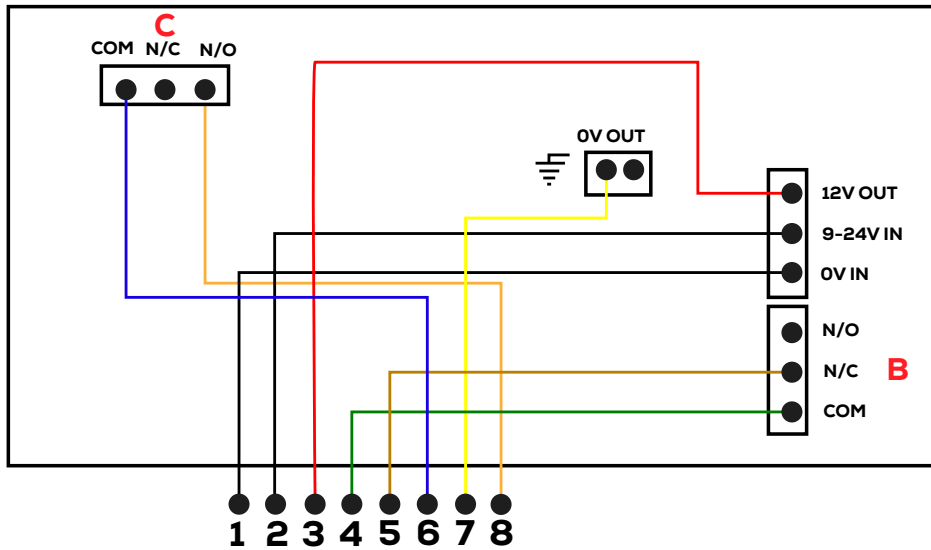 C
COM N/C N/O
0V OUT
12V OUT
9-24V IN
0V IN
N/O
N/C B
COM
1 2 3 4 5 6 7 8